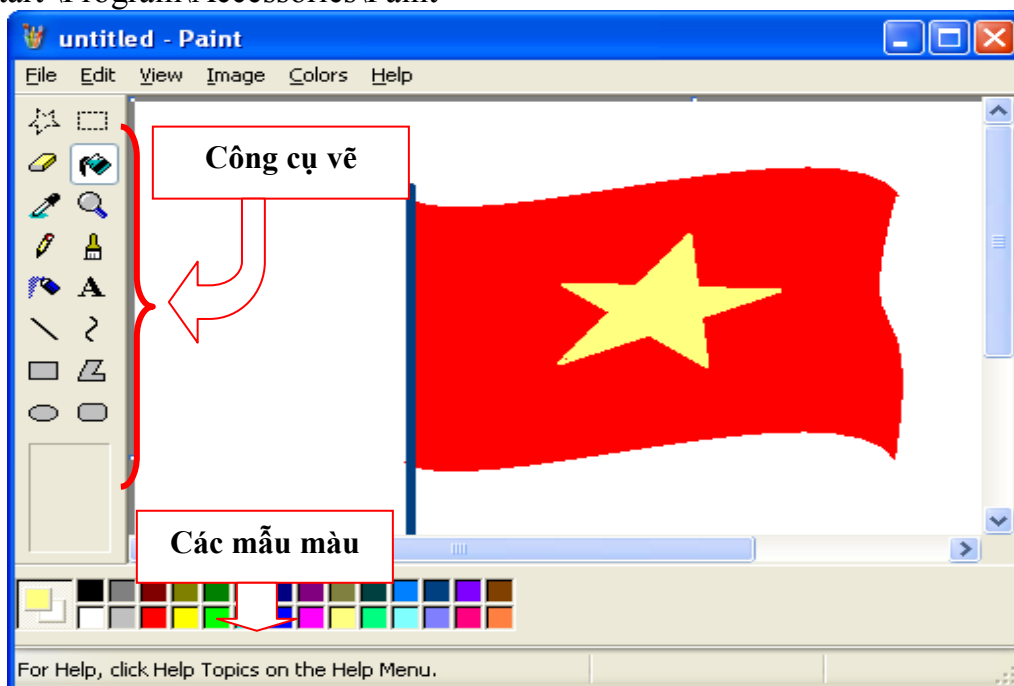 untitled - Paint
File Edit View Image Colors Help
Công cụ vẽ
A
Các mẫu màu
For Help, click Help Topics on the Help Menu.